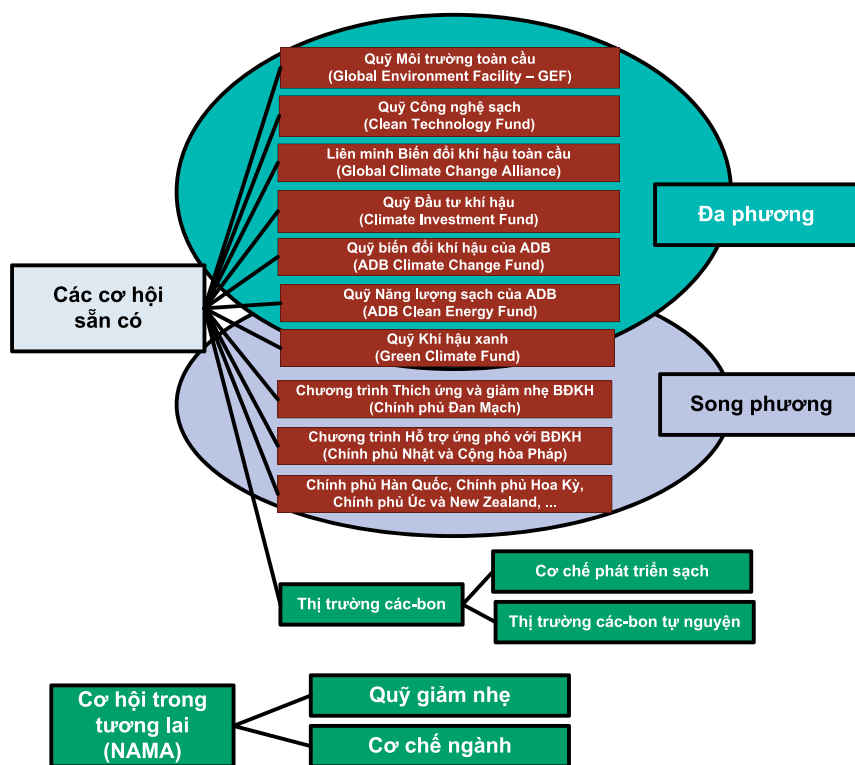 Quỹ Môi trường toàn cầu
(Global Environment Facility – GEF)
Quỹ Công nghệ sạch
(Clean Technology Fund)
Liên minh Biến đổi khí hậu toàn cầu
(Global Climate Change Alliance)
Quỹ Đầu tư khí hậu
(Climate Investment Fund)
Quỹ biến đổi khí hậu của ADB
(ADB Climate Change Fund)
Quỹ Năng lượng sạch của ADB
(ADB Clean Energy Fund)
Quỹ Khí hậu xanh
(Green Climate Fund)
Đa phương
Các cơ hội
sẵn có
Chương trình Thích ứng và giảm nhẹ BĐKH
(Chính phủ Đan Mạch)
Chương trình Hỗ trợ ứng phó với BĐKH
(Chính phủ Nhật và Cộng hòa Pháp)
Chính phủ Hàn Quốc, Chính phủ Hoa Kỳ,
Chính phủ Úc và New Zealand, ...
Song phương
Thị trường các-bon
Cơ chế phát triển sạch
Thị trường các-bon tự nguyện
Cơ hội trong
tương lai
(NAMA)
Quỹ giảm nhẹ
Cơ chế ngành